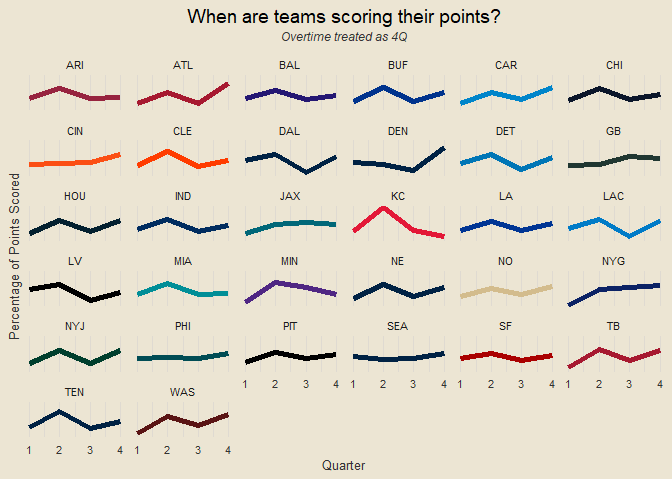 When are teams scoring their points?
Overtime treated as 4Q
ARI ATL BAL BUF CAR CHI
CIN CLE DAL DEN DET GB
HOU IND JAX KC LA LAC
LV MIA MIN NE NO NYG
NYJ PHI PIT SEA SF TB
1 2 3 4 1 2 3 4 1 2 3 4 1 2 3 4
TEN WAS
1 2 3 4 1 2 3 4
Quarter
Percentage of Points Scored